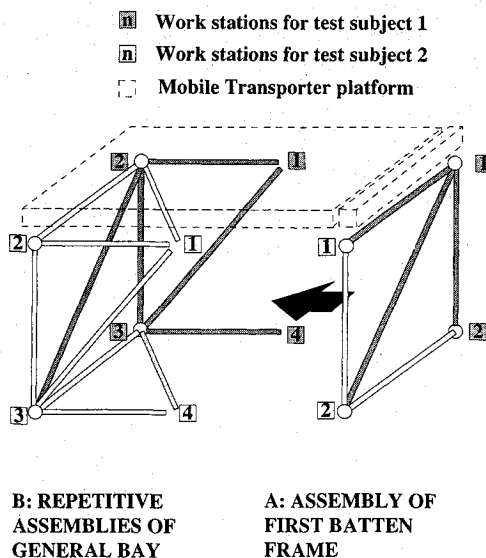 n Work stations for test subject 1
n Work stations for test subject 2
Mobile Transporter platform
2 1 1
2 1 1
3 4 2
3 4 2
B: REPETITIVE ASSEMBLIES OF GENERAL BAY
A: ASSEMBLY OF FIRST BATTEN FRAME